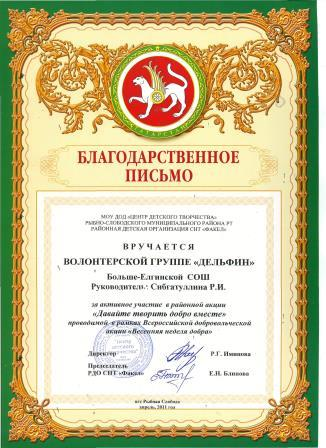 ТАТАРСТАН
БЛАГОДАРСТВЕННОЕ
ПИСЬМО
МОУ ДОД «ЦЕНТР ДЕТСКОГО ТВОРЧЕСТВА»
РЫБНО-СЛОБОДСКОГО МУНИЦИПАЛЬНОГО РАЙОНА РТ
РАЙОННАЯ ДЕТСКАЯ ОРГАНИЗАЦИЯ СНТ «ФАКЕЛ»
ВРУЧАЕТСЯ
ВОЛОНТЕРСКОЙ ГРУППЕ «ДЕЛЬФИН»
Больше-Елгинской СОШ
Руководитель: Сибгатуллина Р.И.
за активное участие в районной акции
«Давайте творить добро вместе»
проводимой в рамках Всероссийской добровольческой
акции «Весенняя неделя добра»
Директор Р.Г. Иминова
Председатель
РДО СНТ «Факел» Е.Н. Блинова
пгт Рыбная Слобода
апрель, 2011 год